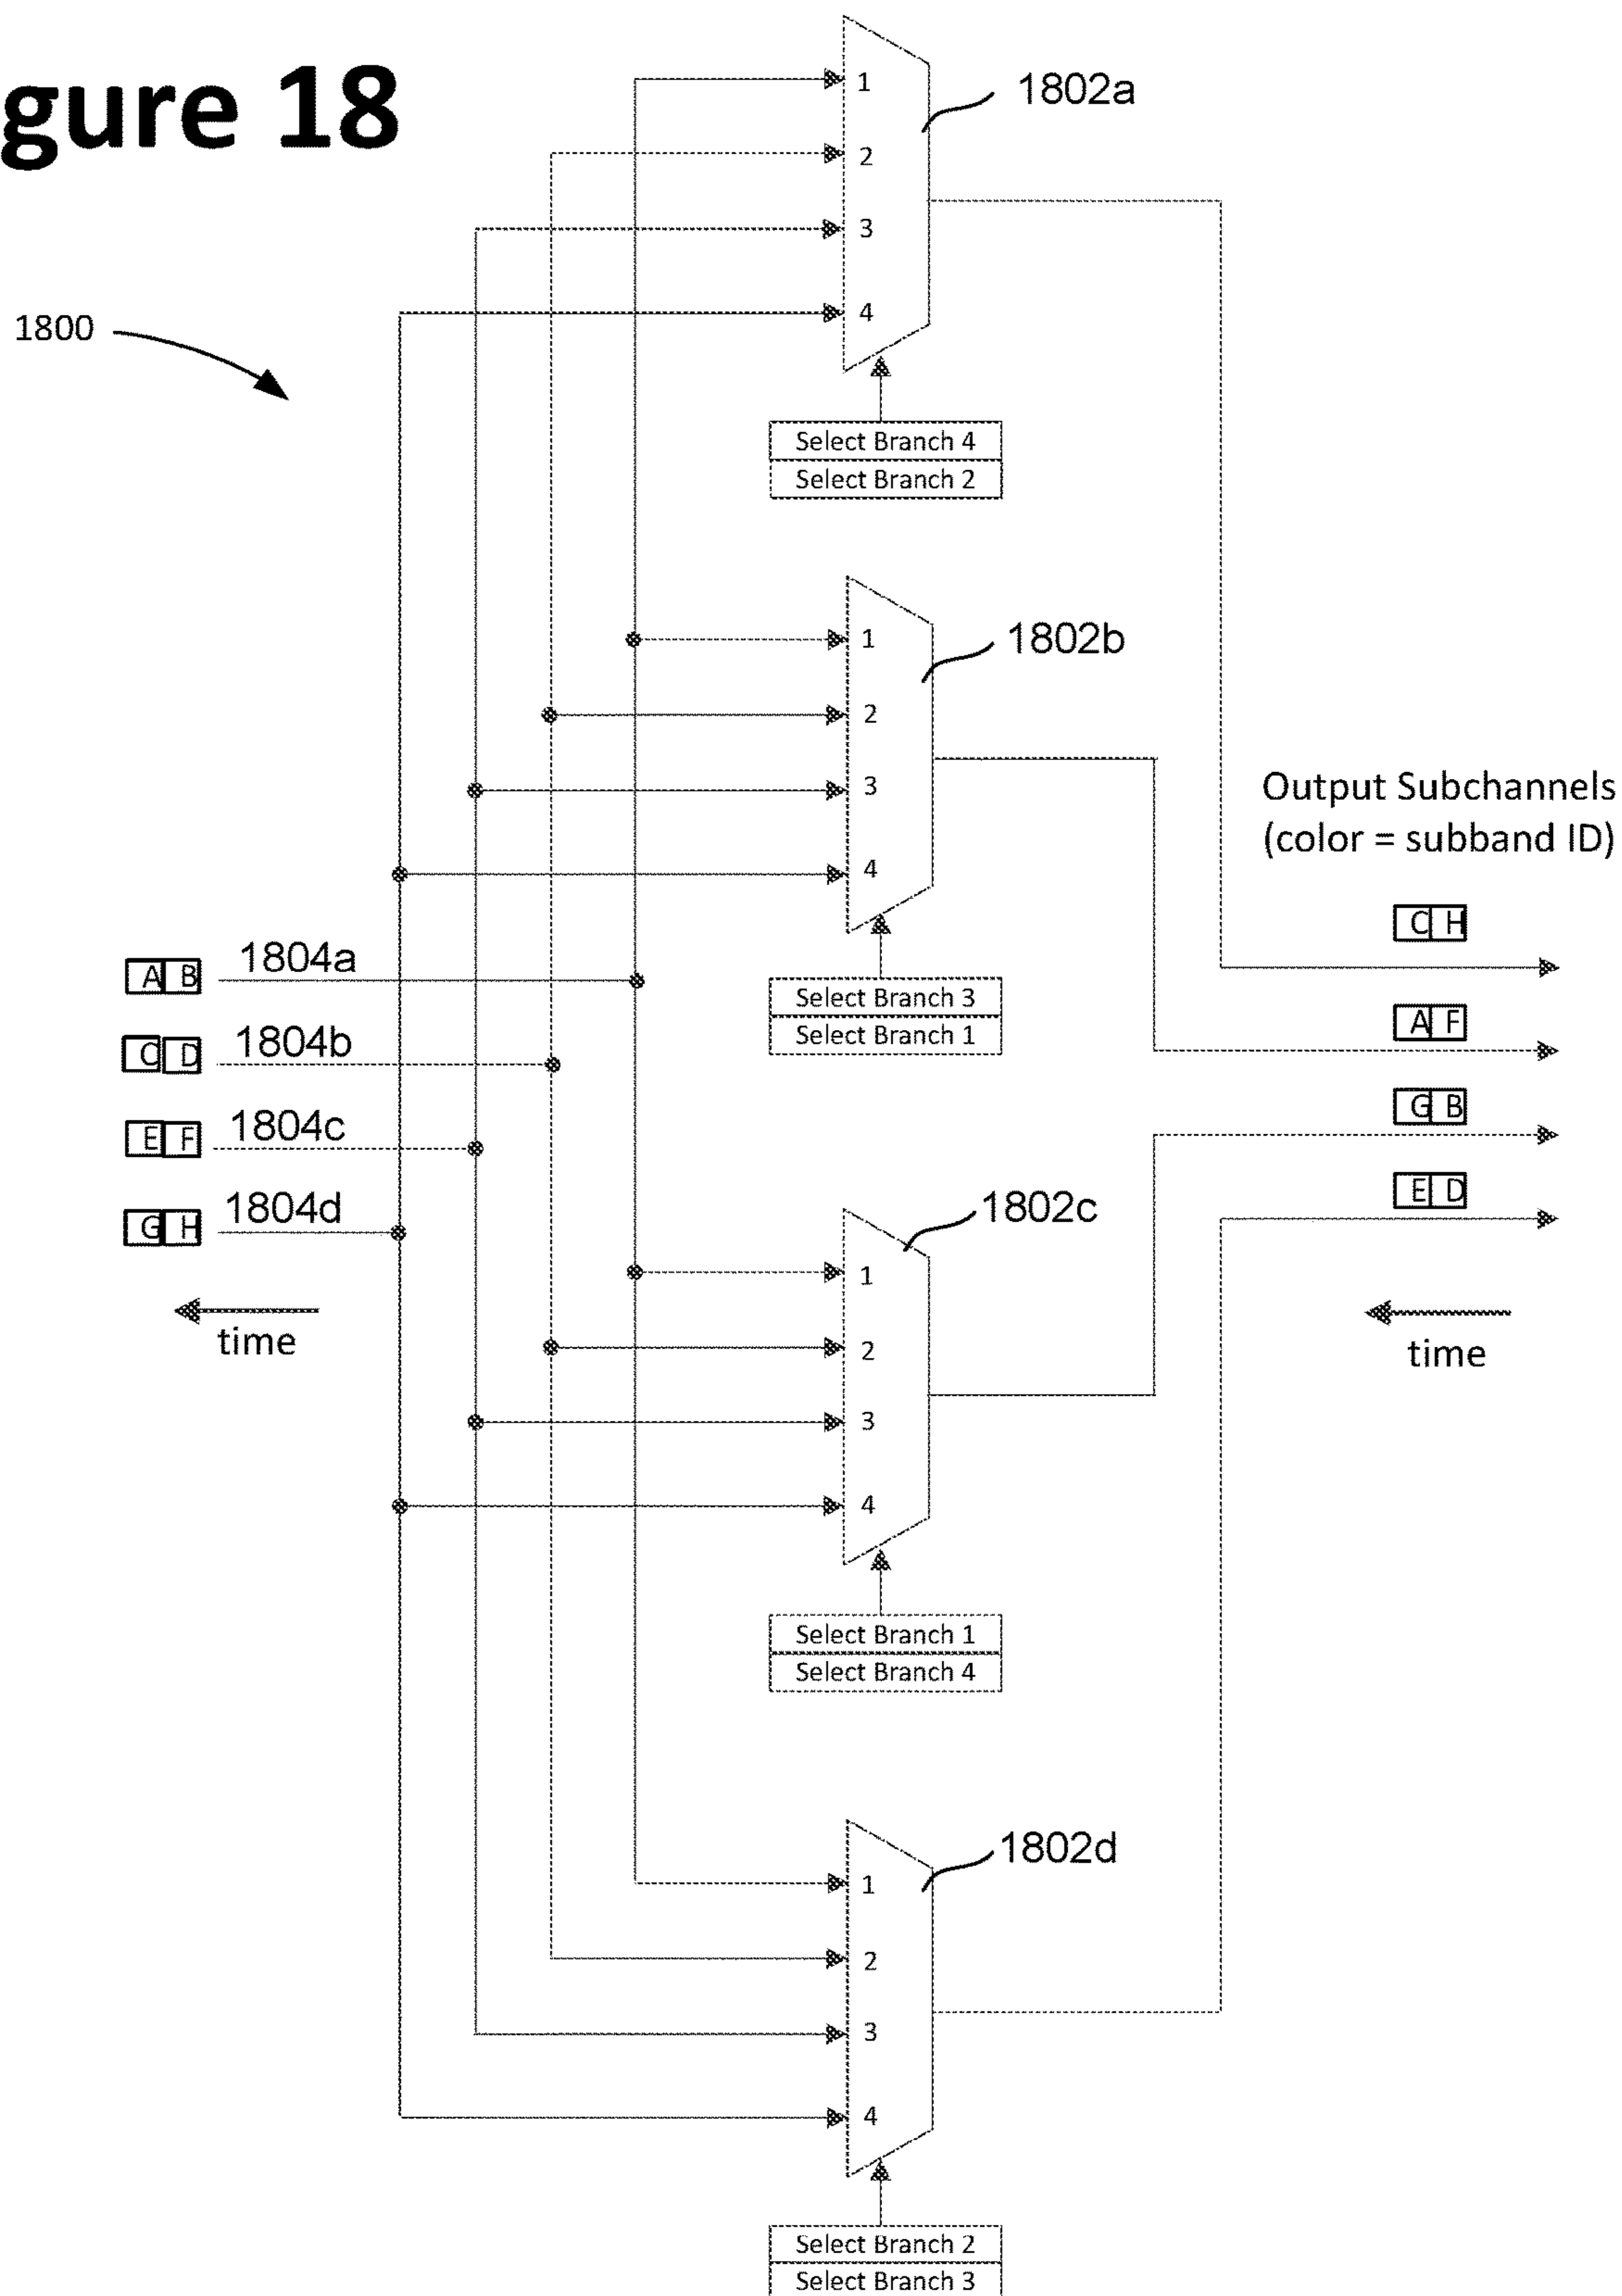 gure 18
1802a
1
2
3
4
1800
Select Branch 4
Select Branch 2
1802b
1
2
3
4
Output Subchannels
(color = subband ID)
C H
A B 1804a
Select Branch 3
Select Branch 1
A F
C D 1804b
G B
E F 1804c
E D
G H 1804d
1802c
1
2
3
4
time
time
Select Branch 1
Select Branch 4
1802d
1
2
3
4
Select Branch 2
Select Branch 3